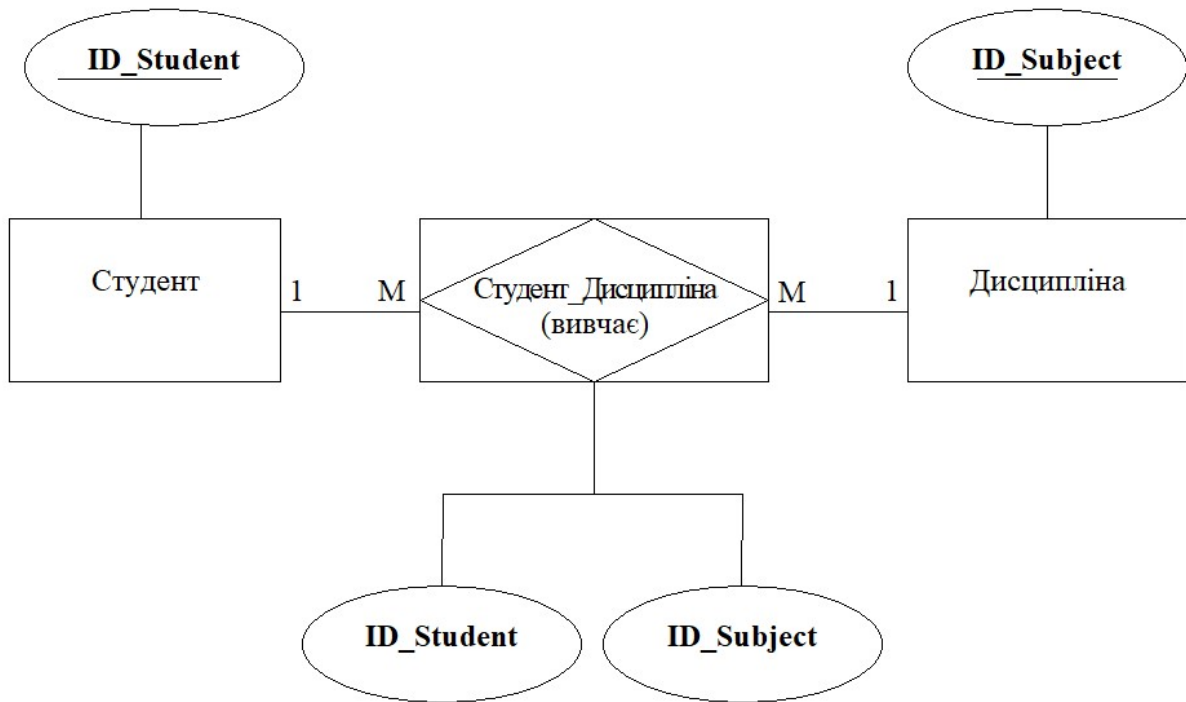 ID_Student
ID_Subject
Студент
1
М
Студент_Дисципліна
(вивчає)
М
1
Дисципліна
ID_Student
ID_Subject